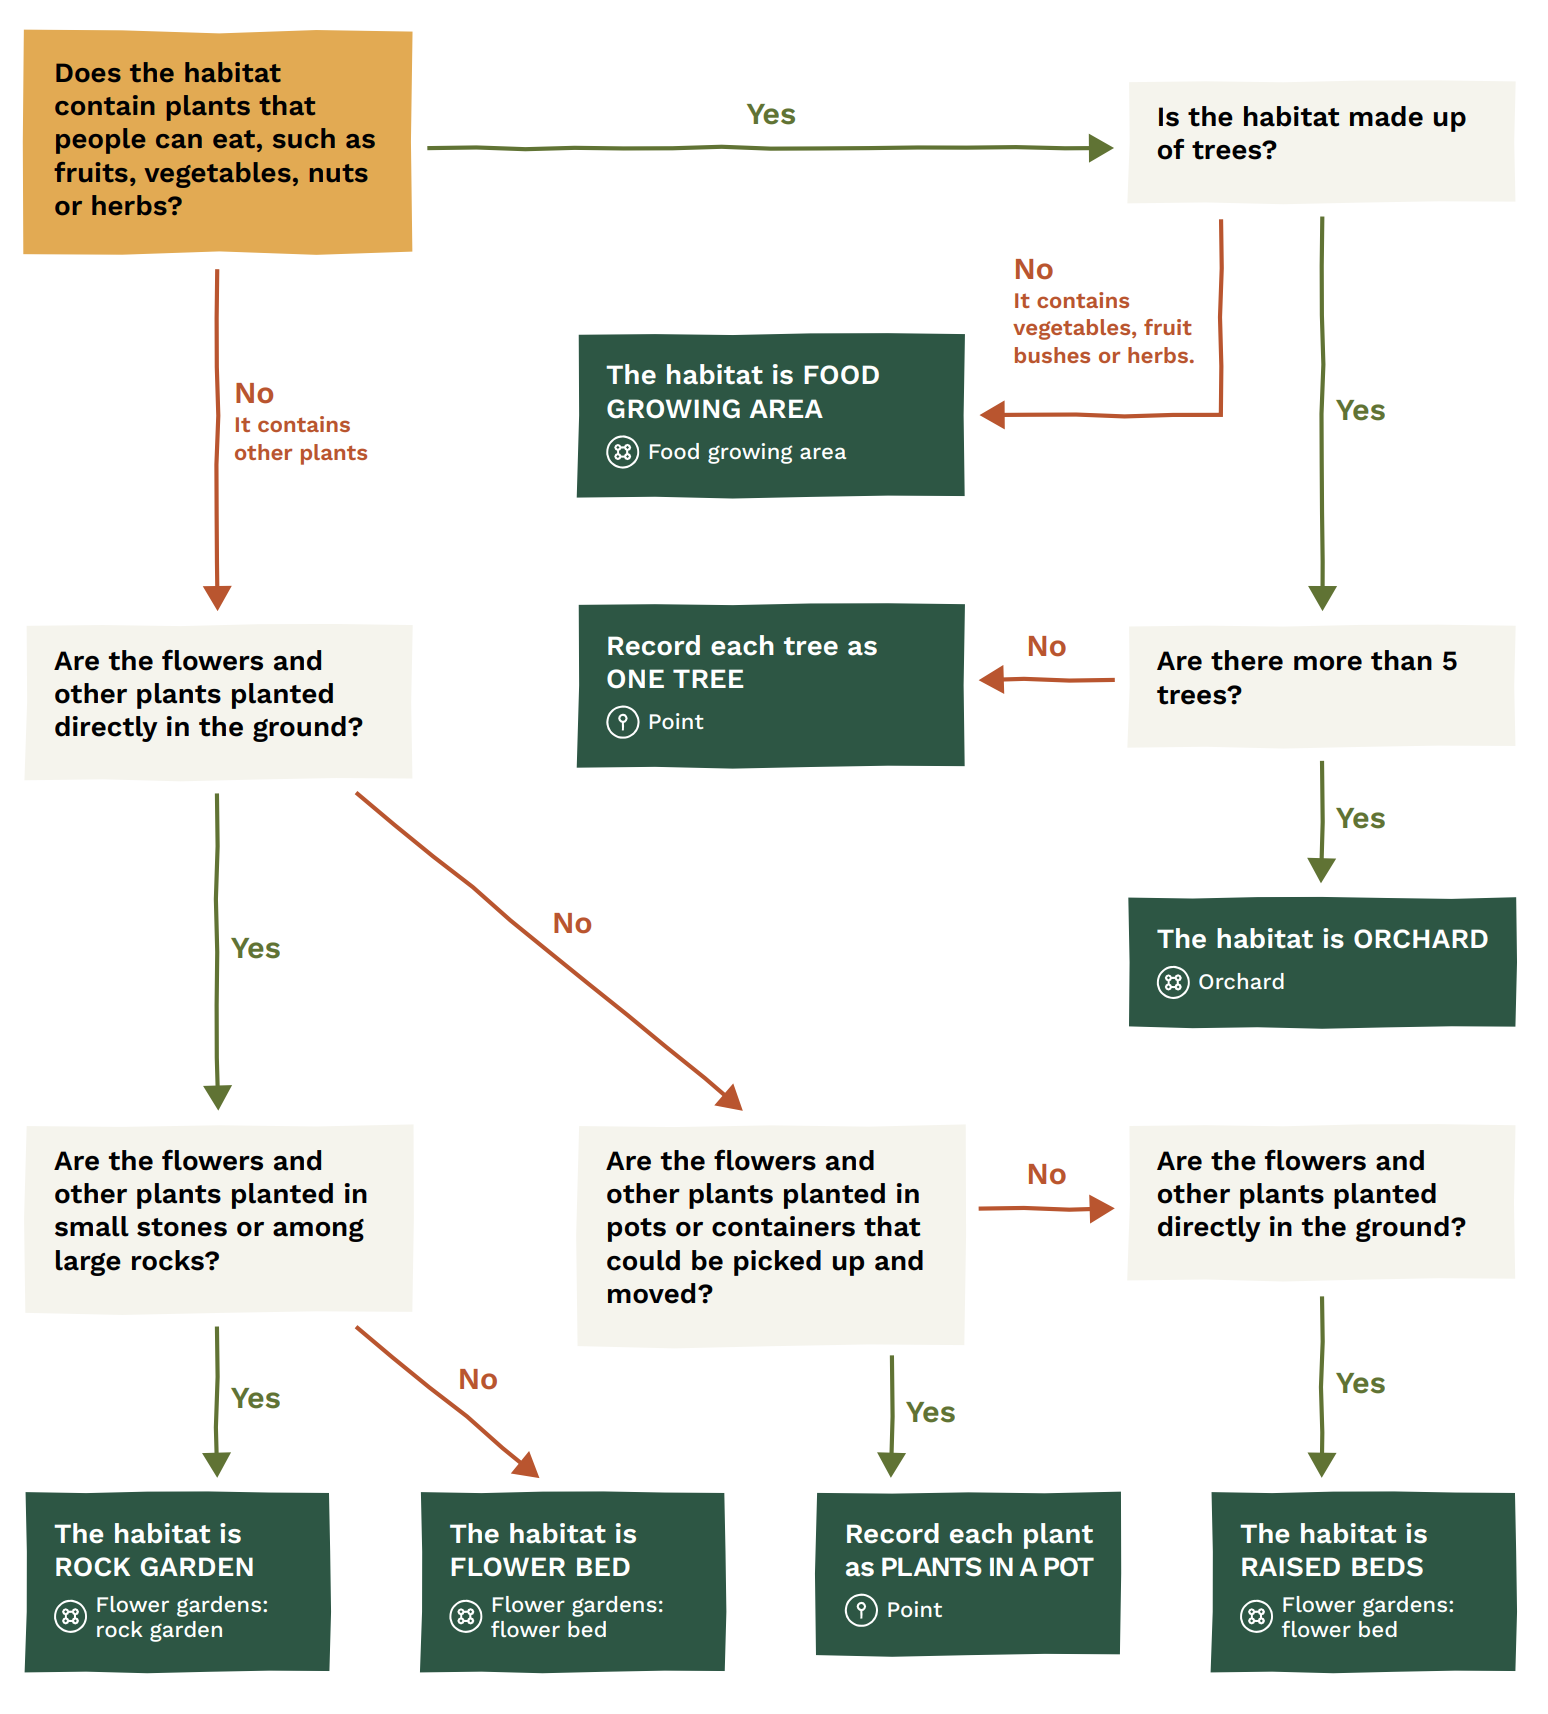 Does the habitat
contain plants that
people can eat, such as
fruits, vegetables, nuts
or herbs?
Yes
Is the habitat made up
of trees?
No
It contains
vegetables, fruit
bushes or herbs.
The habitat is FOOD
GROWING AREA
Food growing area
No
It contains
other plants
Yes
Are the flowers and
other plants planted
directly in the ground?
Record each tree as
ONE TREE
Point
No
Are there more than 5
trees?
Yes
The habitat is ORCHARD
Orchard
Yes
No
Are the flowers and
other plants planted in
small stones or among
large rocks?
Are the flowers and
other plants planted in
pots or containers that
could be picked up and
moved?
No
Are the flowers and
other plants planted
directly in the ground?
Yes
No
Yes
Yes
The habitat is
ROCK GARDEN
Flower gardens:
rock garden
The habitat is
FLOWER BED
Flower gardens:
flower bed
Record each plant
as PLANTS IN A POT
Point
The habitat is
RAISED BEDS
Flower gardens:
flower bed